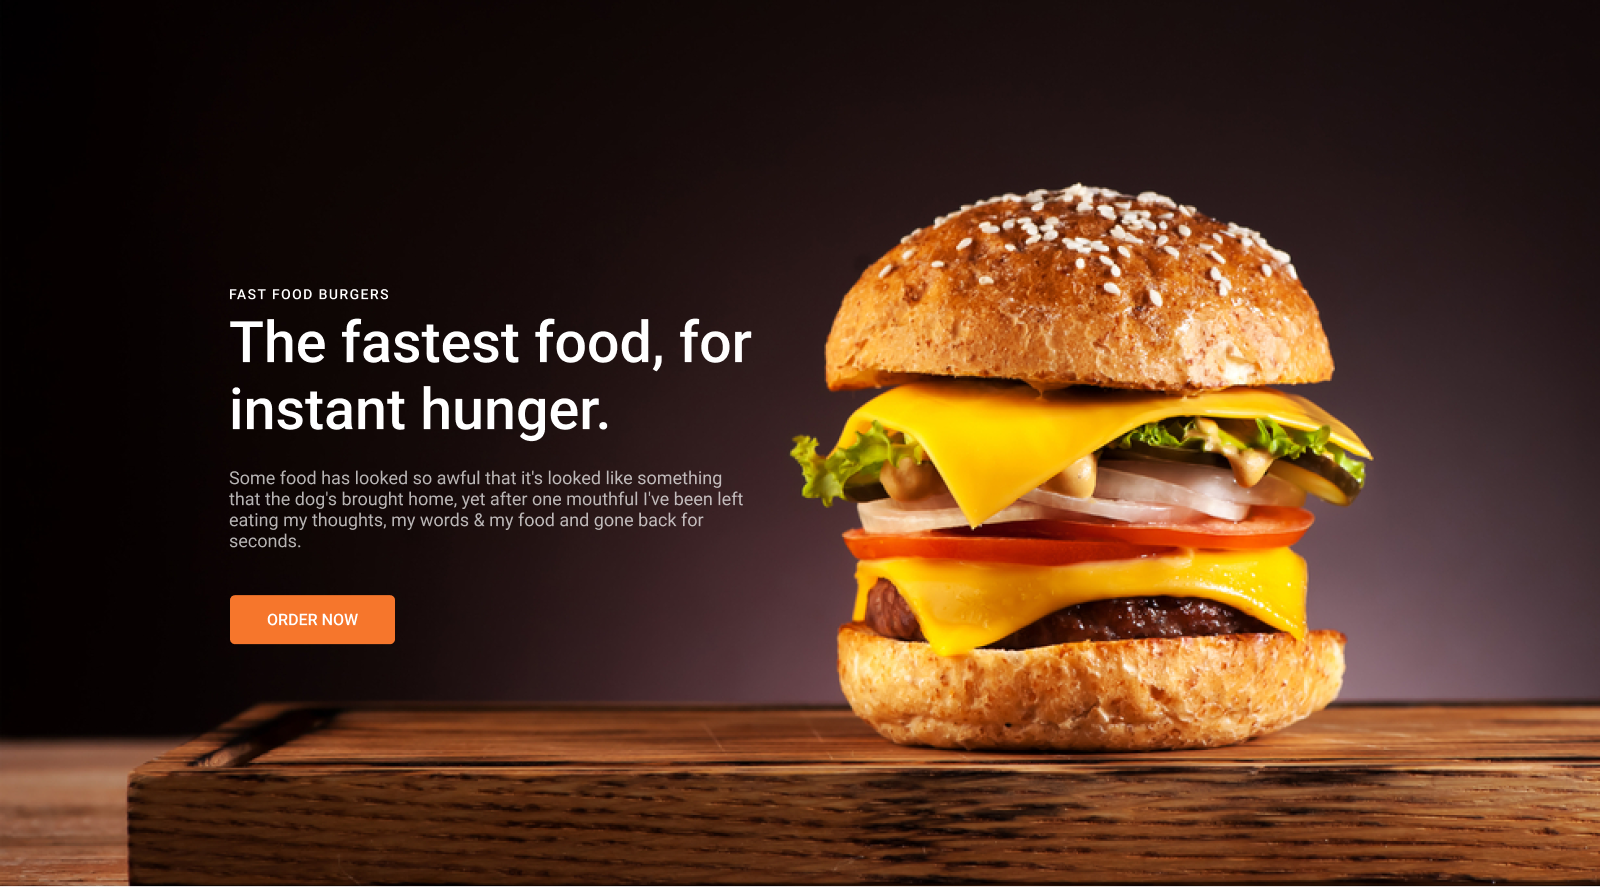 FAST FOOD BURGERS
The fastest food, for
instant hunger.
Some food has looked so awful that it's looked like something
that the dog's brought home, yet after one mouthful I've been left
eating my thoughts, my words & my food and gone back for
seconds.
ORDER NOW